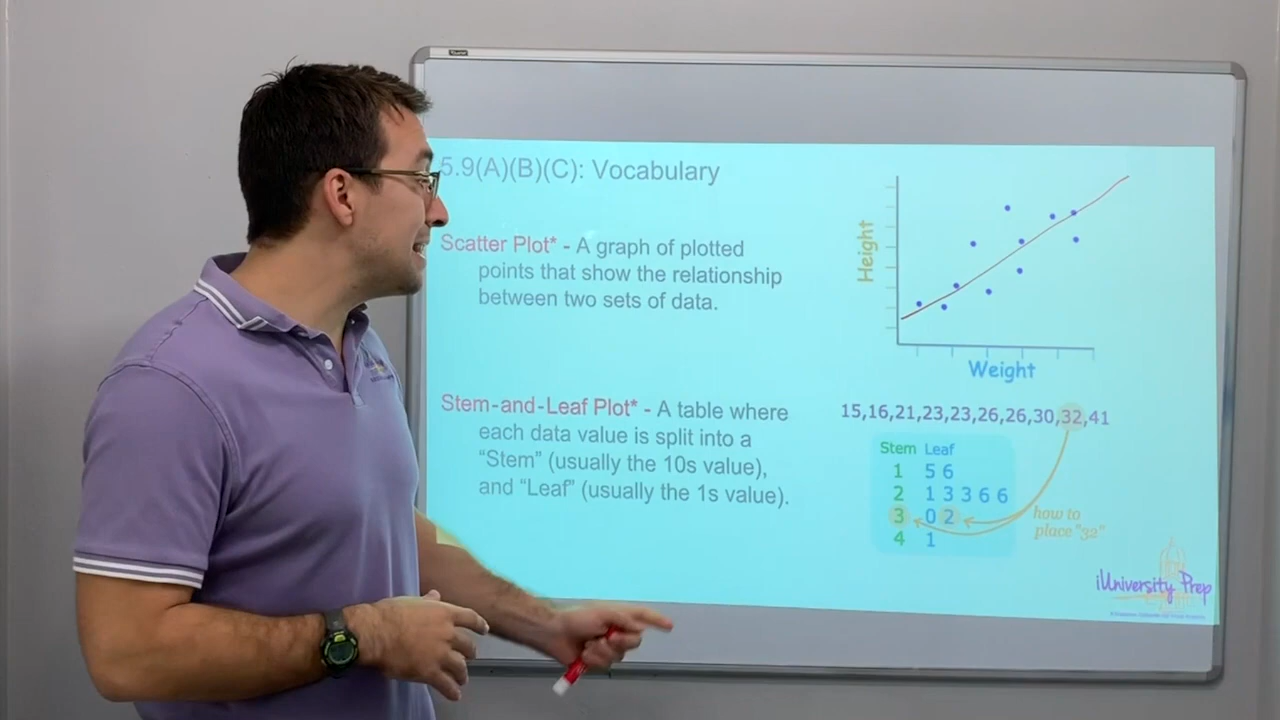 5.9(A)(B)(C): Vocabulary
Scatter Plot* - A graph of plotted
points that show the relationship
between two sets of data.
Height
Weight
Stem-and-Leaf Plot* - A table where
each data value is split into a
“Stem” (usually the 10s value),
and “Leaf” (usually the 1s value).
15,16,21,23,23,26,26,30,32,41
Stem Leaf
1 5 6
2 1 3 3 6 6
3 0 2
4 1
how to
place "32"
iUniversity Prep